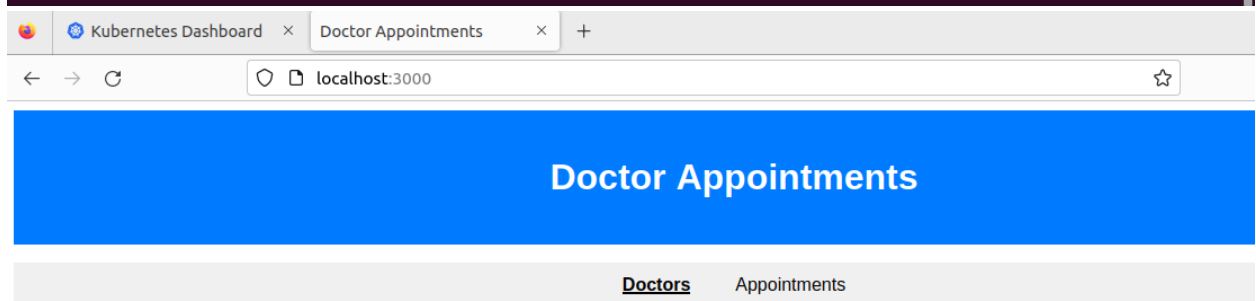 Kubernetes Dashboard × Doctor Appointments × +
localhost:3000
Doctor Appointments
Doctors Appointments